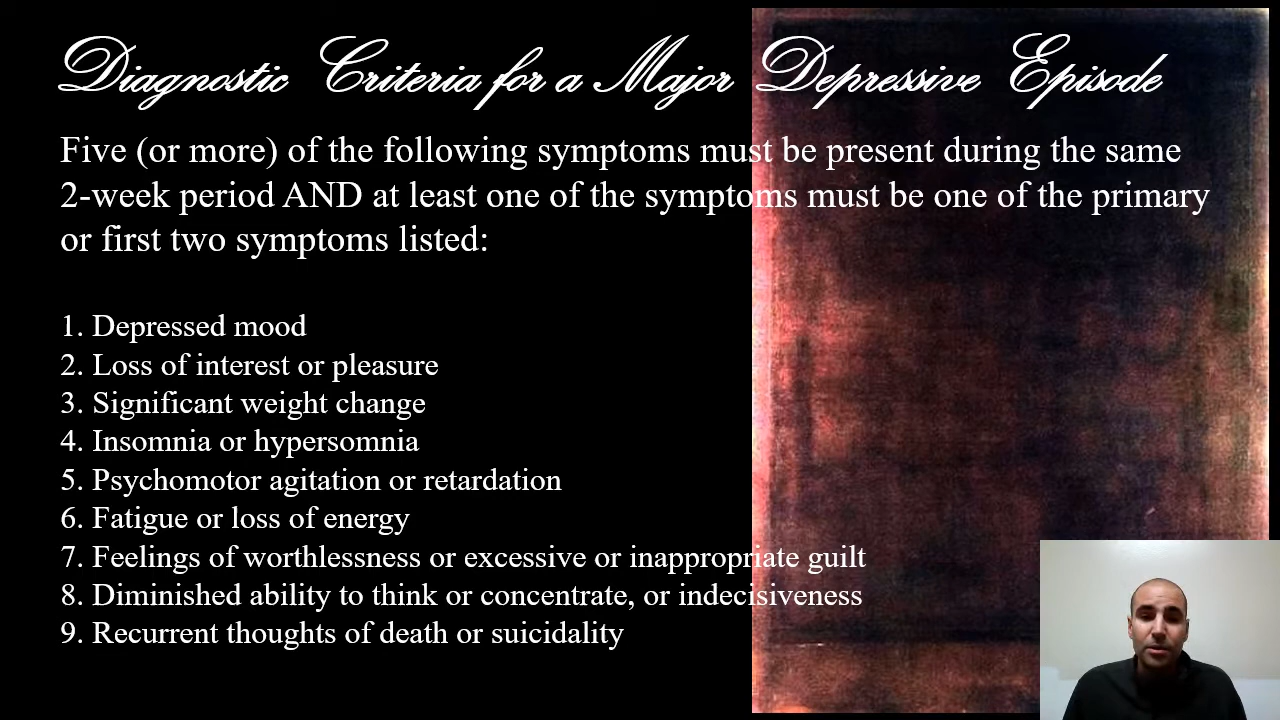 Diagnostic Criteria for a Major Depressive Episode
Five (or more) of the following symptoms must be present during the same
2-week period AND at least one of the symptoms must be one of the primary
or first two symptoms listed:
1. Depressed mood
2. Loss of interest or pleasure
3. Significant weight change
4. Insomnia or hypersomnia
5. Psychomotor agitation or retardation
6. Fatigue or loss of energy
7. Feelings of worthlessness or excessive or inappropriate guilt
8. Diminished ability to think or concentrate, or indecisiveness
9. Recurrent thoughts of death or suicidality